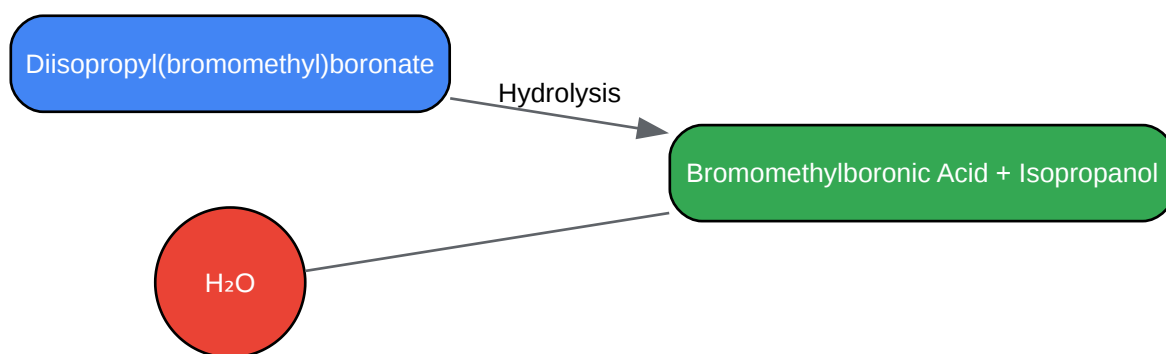 Diisopropyl(bromomethyl)boronate
Hydrolysis
Bromomethylboronic Acid + Isopropanol
H₂O